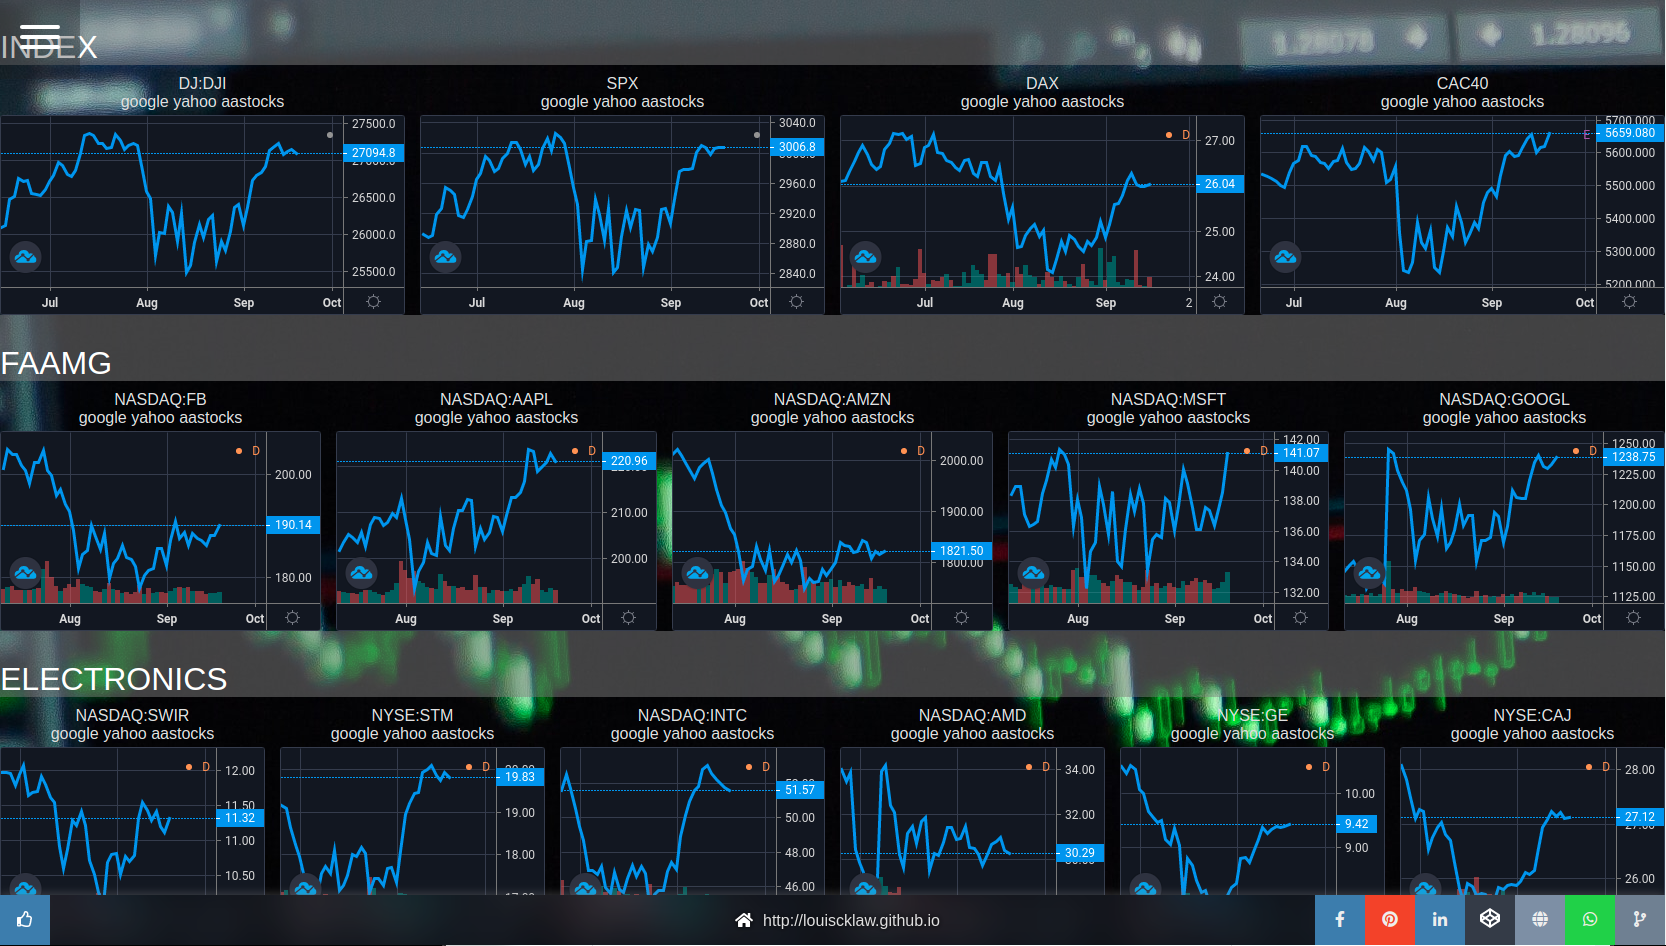 1.28078
1.28096
INDEX
DJ:DJI
google yahoo aastocks
27500.0
27094.8
26500.0
26000.0
25500.0
Jul Aug Sep Oct
SPX
google yahoo aastocks
3040.0
3006.8
2960.0
2920.0
2880.0
2840.0
Jul Aug Sep Oct
DAX
google yahoo aastocks
D
27.00
26.04
25.00
24.00
Jul Aug Sep 2
CAC40
google yahoo aastocks
5700.000
E
5659.080
5600.000
5500.000
5400.000
5300.000
5200.000
Jul Aug Sep Oct
FAAMG
NASDAQ:FB
google yahoo aastocks
D
200.00
190.14
180.00
Aug Sep Oct
NASDAQ:AAPL
google yahoo aastocks
D
220.96
210.00
200.00
Aug Sep Oct
NASDAQ:AMZN
google yahoo aastocks
D
2000.00
1900.00
1821.50
1800.00
Aug Sep Oct
NASDAQ:MSFT
google yahoo aastocks
142.00
D
141.07
140.00
138.00
136.00
134.00
132.00
Aug Sep Oct
NASDAQ:GOOGL
google yahoo aastocks
1250.00
D
1238.75
1225.00
1200.00
1175.00
1150.00
1125.00
Aug Sep Oct
ELECTRONICS
NASDAQ:SWIR
google yahoo aastocks
D
12.00
11.50
11.32
11.00
10.50
NYSE:STM
google yahoo aastocks
D
19.83
19.00
18.00
NASDAQ:INTC
google yahoo aastocks
D
51.57
50.00
48.00
46.00
NASDAQ:AMD
google yahoo aastocks
D
34.00
32.00
30.29
NYSE:GE
google yahoo aastocks
D
10.00
9.42
9.00
NYSE:CAJ
google yahoo aastocks
D
28.00
27.12
26.00
http://louiscklaw.github.io